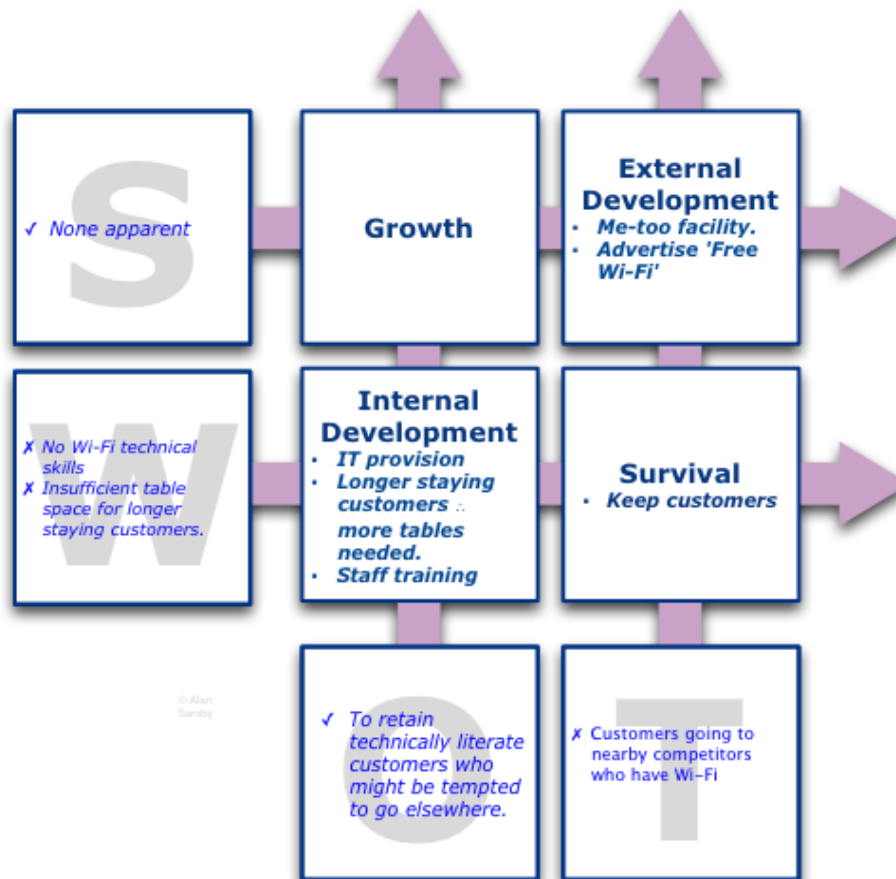 S
✓ None apparent
Growth
External
Development
· Me-too facility.
· Advertise 'Free
Wi-Fi'
W
✗ No Wi-Fi technical
skills
✗ Insufficient table
space for longer
staying customers.
Internal
Development
· IT provision
· Longer staying
customers ∴
more tables
needed.
· Staff training
Survival
· Keep customers
© Alan
Sarsby
O
✓ To retain
technically literate
customers who
might be tempted
to go elsewhere.
T
✗ Customers going to
nearby competitors
who have Wi-Fi